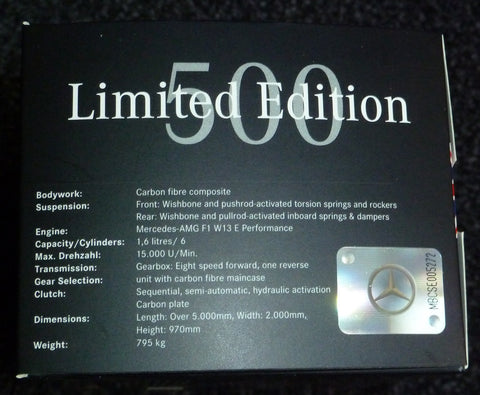 500
Limited Edition
Bodywork: Carbon fibre composite
Suspension: Front: Wishbone and pushrod-activated torsion springs and rockers
Rear: Wishbone and pullrod-activated inboard springs & dampers
Engine: Mercedes-AMG F1 W13 E Performance
Capacity/Cylinders: 1,6 litres/ 6
Max. Drehzahl: 15.000 U/Min.
Transmission: Gearbox: Eight speed forward, one reverse
Gear Selection: unit with carbon fibre maincase
Clutch: Sequential, semi-automatic, hydraulic activation
Carbon plate
Dimensions: Length: Over 5.000mm, Width: 2.000mm,
Height: 970mm
Weight: 795 kg
MBCSE005272